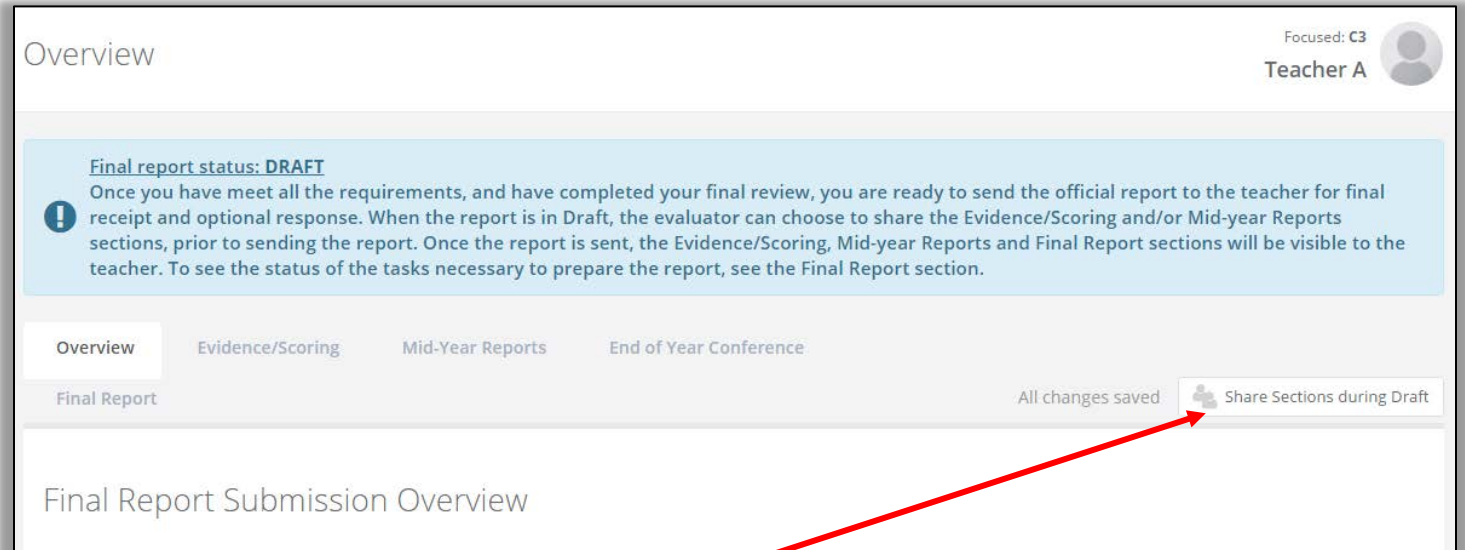 Overview
Focused: C3
Teacher A
Final report status: DRAFT
Once you have meet all the requirements, and have completed your final review, you are ready to send the official report to the teacher for final
receipt and optional response. When the report is in Draft, the evaluator can choose to share the Evidence/Scoring and/or Mid-year Reports
sections, prior to sending the report. Once the report is sent, the Evidence/Scoring, Mid-year Reports and Final Report sections will be visible to the
teacher. To see the status of the tasks necessary to prepare the report, see the Final Report section.
Overview Evidence/Scoring Mid-Year Reports End of Year Conference
Final Report All changes saved Share Sections during Draft
Final Report Submission Overview